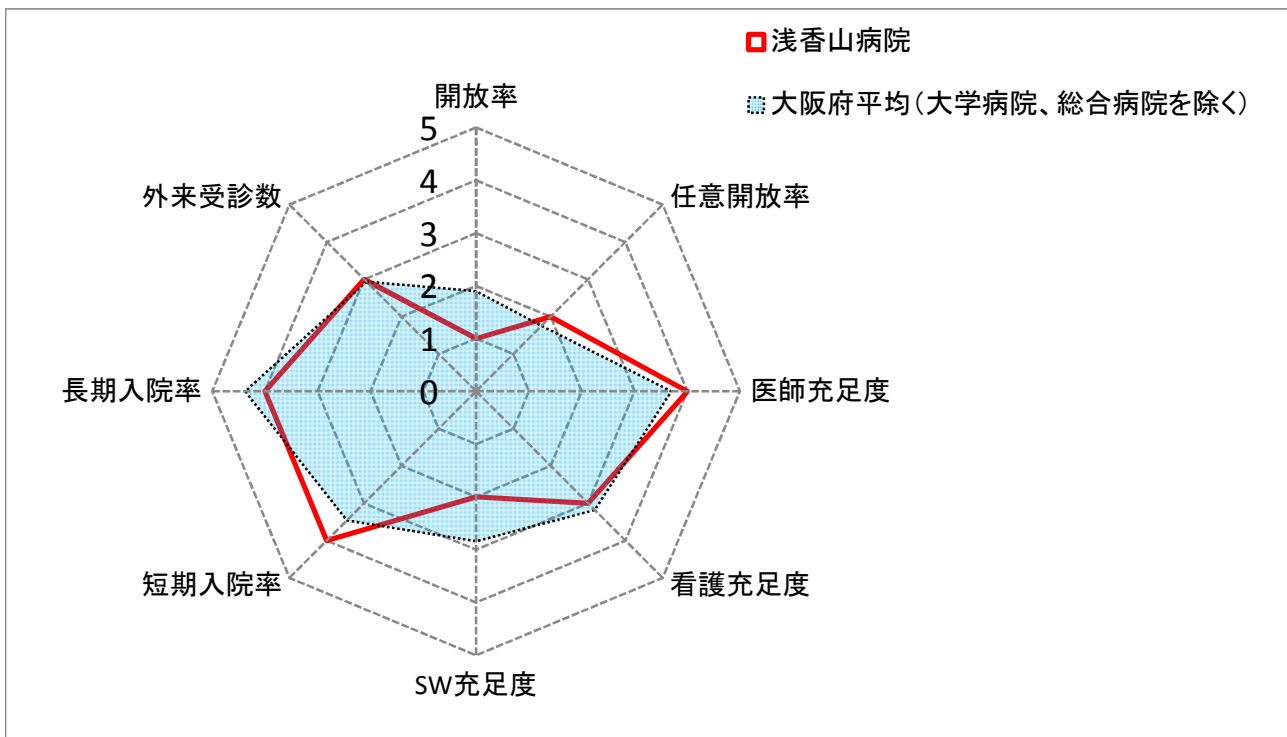 浅香山病院
大阪府平均(大学病院、総合病院を除く)
開放率
5
4
3
2
1
0
任意開放率
医師充足度
看護充足度
SW充足度
短期入院率
長期入院率
外来受診数